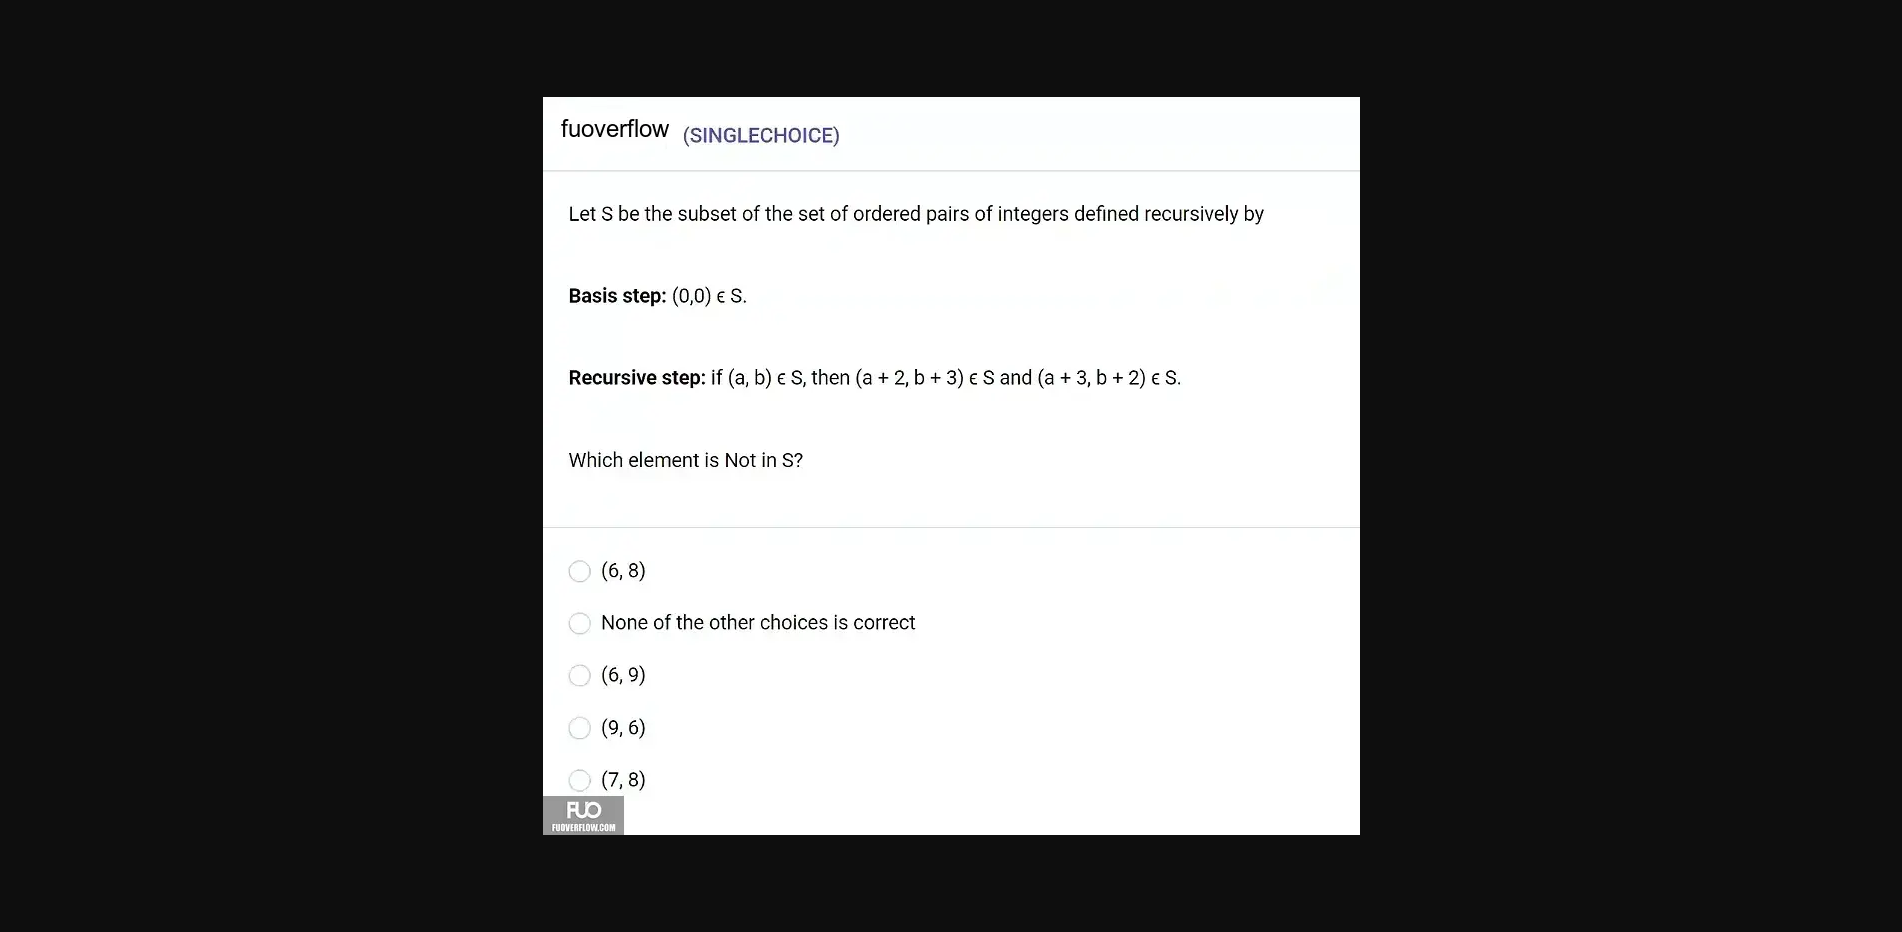 fuoverflow (SINGLECHOICE)
Let S be the subset of the set of ordered pairs of integers defined recursively by
Basis step: (0,0) ϵ S.
Recursive step: if (a, b) ϵ S, then (a + 2, b + 3) ϵ S and (a + 3, b + 2) ϵ S.
Which element is Not in S?
(6, 8)
None of the other choices is correct
(6, 9)
(9, 6)
(7, 8)
FUO
FUOVERFLOW.COM